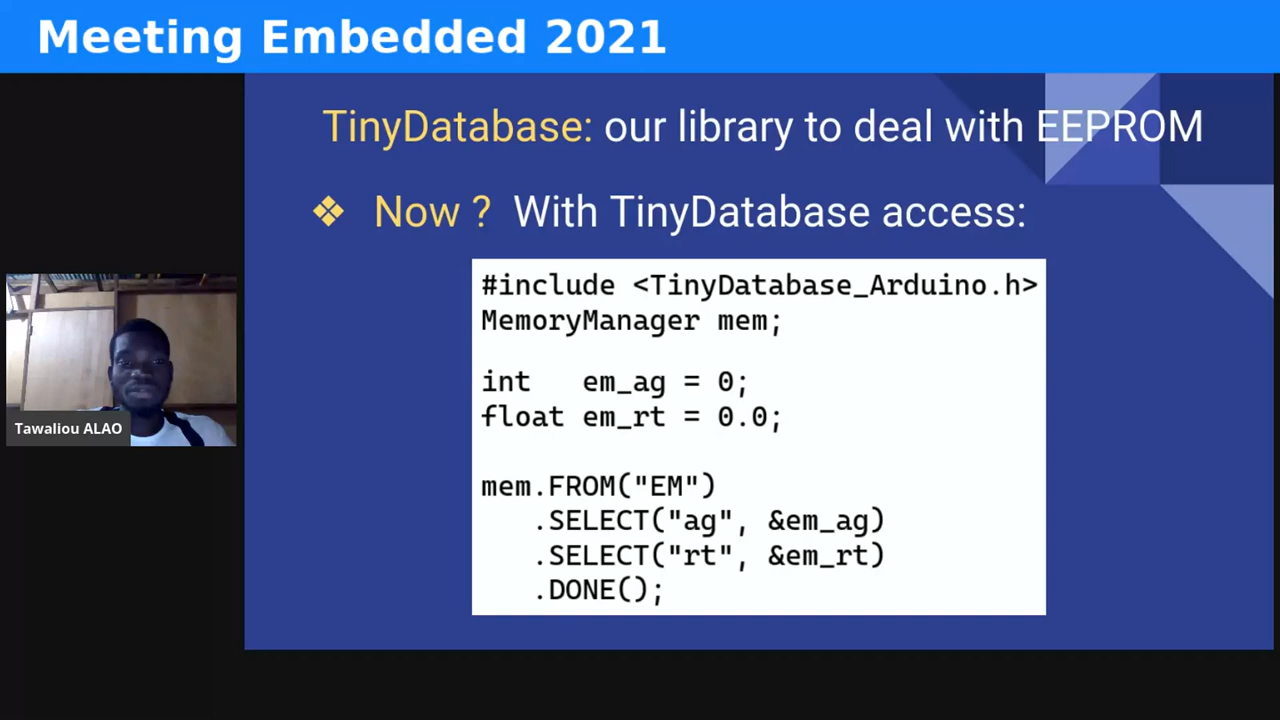 Meeting Embedded 2021
TinyDatabase: our library to deal with EEPROM
❖ Now ? With TinyDatabase access:
#include <TinyDatabase_Arduino.h>
MemoryManager mem;
int em_ag = 0;
float em_rt = 0.0;
mem.FROM("EM")
.SELECT("ag", &em_ag)
.SELECT("rt", &em_rt)
.DONE();
Tawaliou ALAO